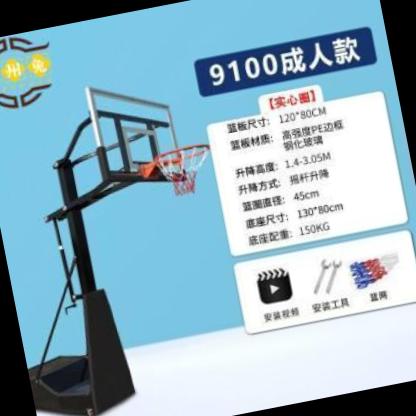 州兔
9100成人款
【实心圈】
篮板尺寸: 120*80CM
篮板材质: 高强度PE边框
钢化玻璃
升降高度: 1.4-3.05M
升降方式: 摇杆升降
篮圈直径: 45cm
底座尺寸: 130*80cm
底座配重: 150KG
安装视频
安装工具
篮网